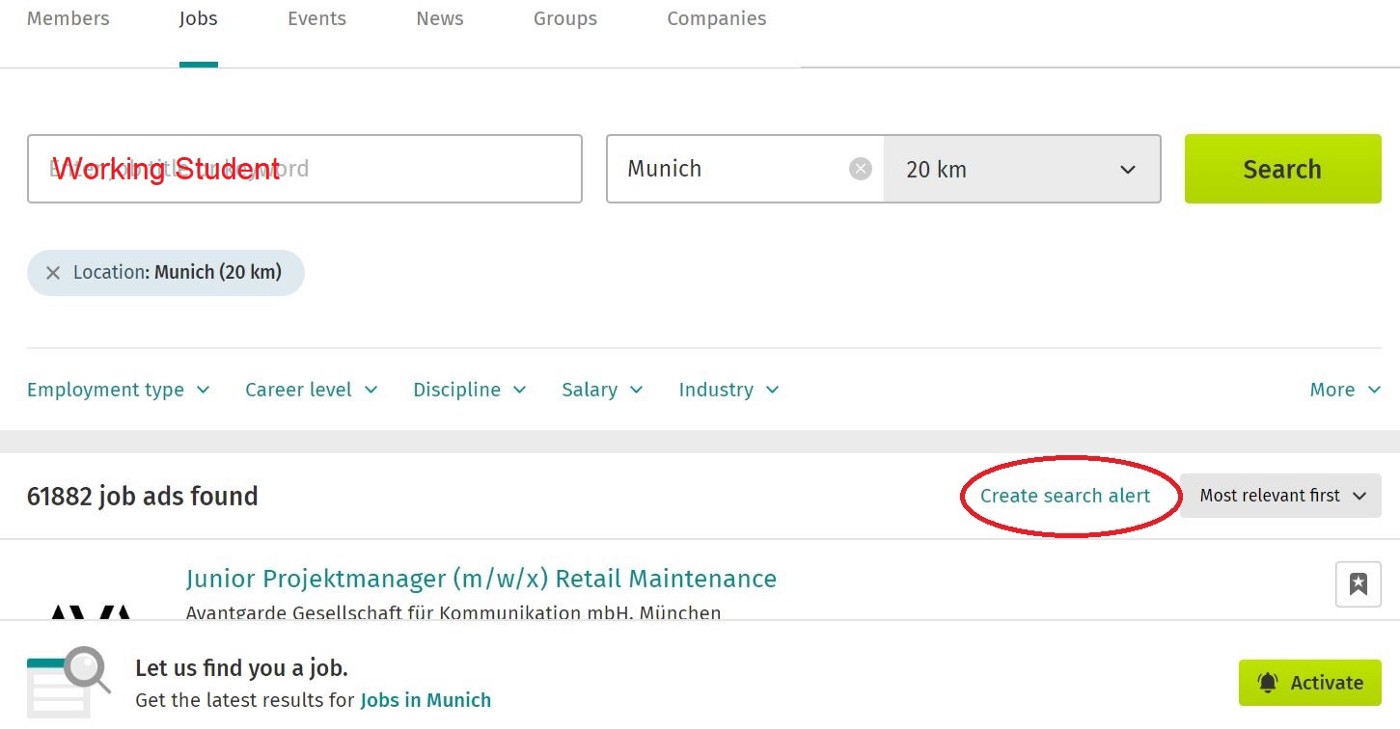 Members Jobs Events News Groups Companies
Working Student
Munich 20 km Search
Location: Munich (20 km)
Employment type Career level Discipline Salary Industry More
61882 job ads found Create search alert Most relevant first
Junior Projektmanager (m/w/x) Retail Maintenance
Avantgarde Gesellschaft für Kommunikation mbH, München
Let us find you a job.
Get the latest results for Jobs in Munich Activate